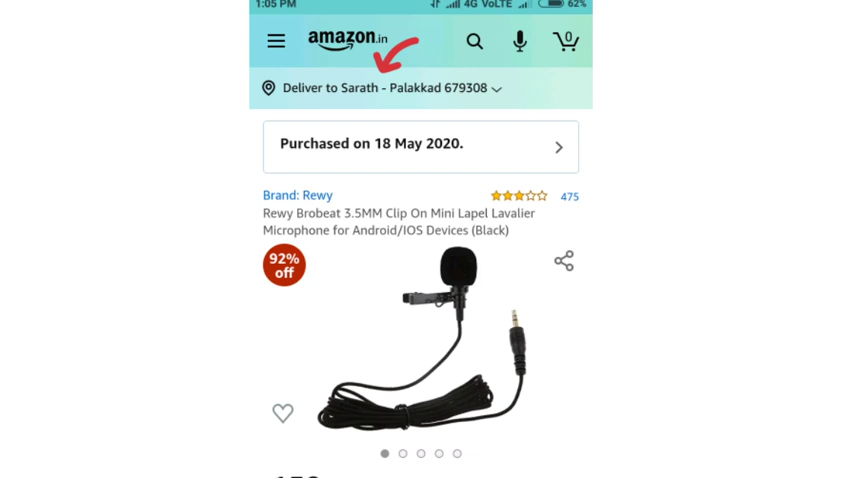 1:05 PM 4G VoLTE 62%
amazon.in 0
Deliver to Sarath - Palakkad 679308
Purchased on 18 May 2020.
Brand: Rewy 475
Rewy Brobeat 3.5MM Clip On Mini Lapel Lavalier
Microphone for Android/IOS Devices (Black)
92%
off